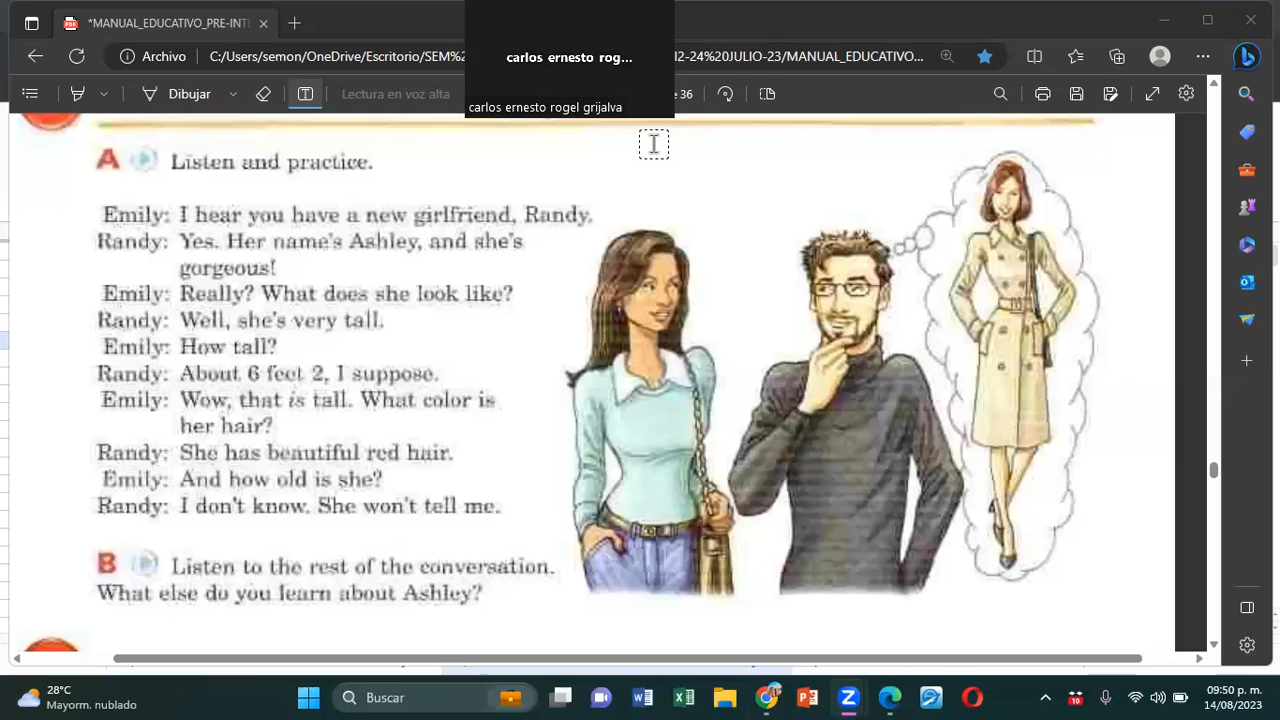 *MANUAL_EDUCATIVO_PRE-INT
carlos ernesto rog...
Archivo
C:/Users/semon/OneDrive/Escritorio/SEM%2
12-24%20JULIO-23/MANUAL_EDUCATIVO_...
Dibujar
Lectura en voz alta
carlos ernesto rogel grijalva
e 36
A Listen and practice.
Emily: I hear you have a new girlfriend, Randy.
Randy: Yes. Her name's Ashley, and she's
gorgeous!
Emily: Really? What does she look like?
Randy: Well, she's very tall.
Emily: How tall?
Randy: About 6 feet 2, I suppose.
Emily: Wow, that is tall. What color is
her hair?
Randy: She has beautiful red hair.
Emily: And how old is she?
Randy: I don't know. She won't tell me.
B Listen to the rest of the conversation.
What else do you learn about Ashley?
28°C
Mayorm. nublado
Buscar
10
09:50 p. m.
14/08/2023